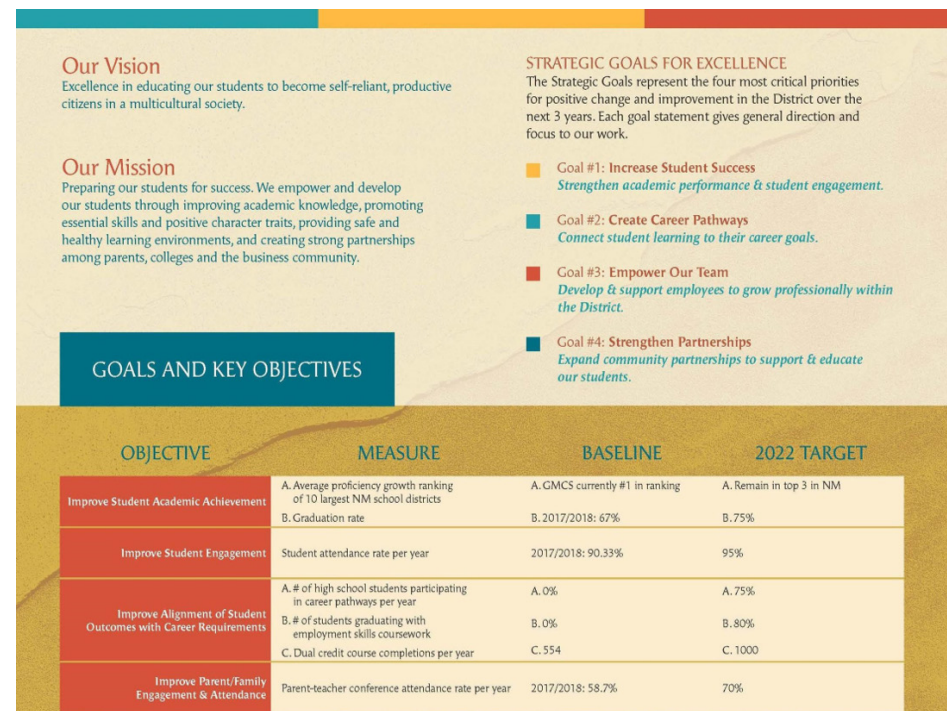 Our Vision
Excellence in educating our students to become self-reliant, productive
citizens in a multicultural society.
Our Mission
Preparing our students for success. We empower and develop
our students through improving academic knowledge, promoting
essential skills and positive character traits, providing safe and
healthy learning environments, and creating strong partnerships
among parents, colleges and the business community.
STRATEGIC GOALS FOR EXCELLENCE
The Strategic Goals represent the four most critical priorities
for positive change and improvement in the District over the
next 3 years. Each goal statement gives general direction and
focus to our work.
Goal #1: Increase Student Success
Strengthen academic performance & student engagement.
Goal #2: Create Career Pathways
Connect student learning to their career goals.
Goal #3: Empower Our Team
Develop & support employees to grow professionally within
the District.
Goal #4: Strengthen Partnerships
Expand community partnerships to support & educate
our students.
GOALS AND KEY OBJECTIVES
OBJECTIVE MEASURE BASELINE 2022 TARGET
Improve Student Academic Achievement
A. Average proficiency growth ranking
of 10 largest NM school districts
A. GMCS currently #1 in ranking
A. Remain in top 3 in NM
B. Graduation rate
B. 2017/2018: 67%
B. 75%
Improve Student Engagement
Student attendance rate per year
2017/2018: 90.33%
95%
Improve Alignment of Student
Outcomes with Career Requirements
A. # of high school students participating
in career pathways per year
A. 0%
A. 75%
B. # of students graduating with
employment skills coursework
B. 0%
B. 80%
C. Dual credit course completions per year
C. 554
C. 1000
Improve Parent/Family
Engagement & Attendance
Parent-teacher conference attendance rate per year
2017/2018: 58.7%
70%